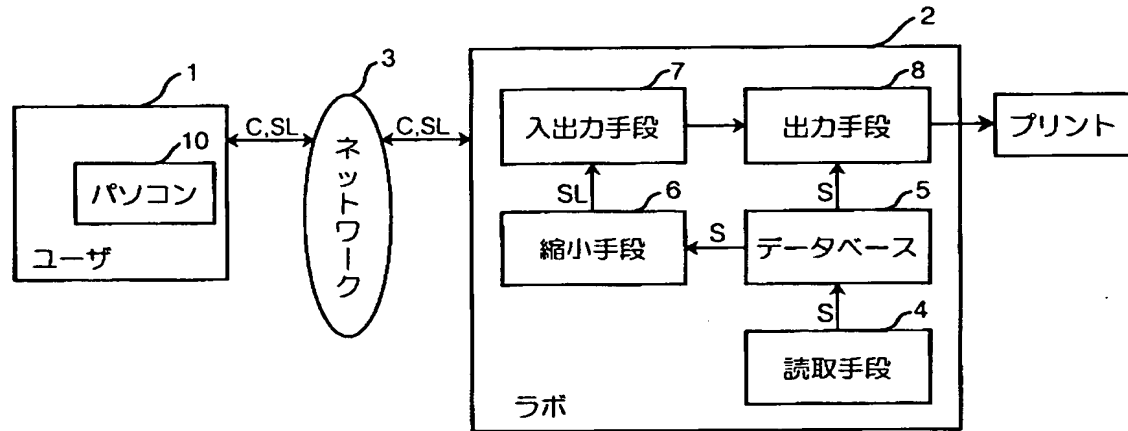 1
10
パソコン
ユーザ
C,SL
3
ネットワーク
C,SL
2
7
入出力手段
8
出力手段
プリント
SL
6
縮小手段
S
S
5
データベース
S
4
読取手段
ラボ